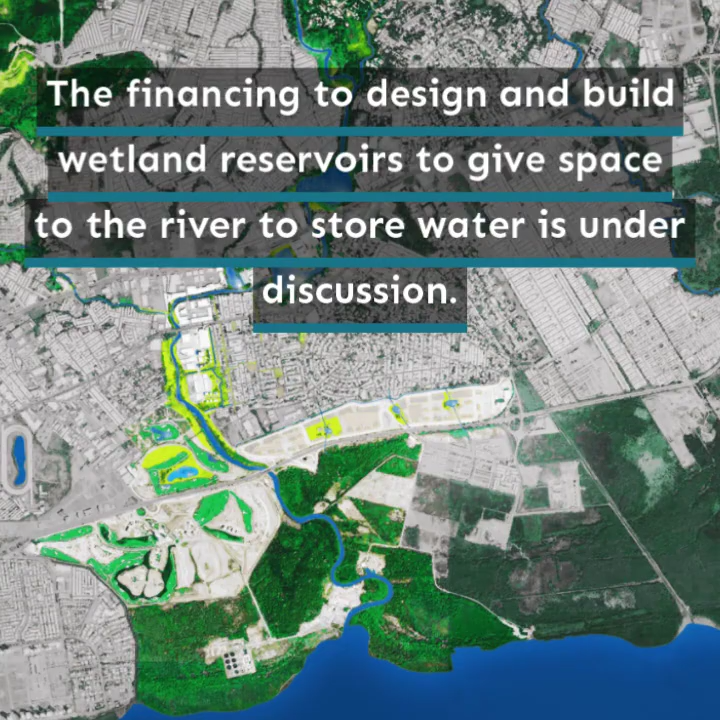 The financing to design and build
wetland reservoirs to give space
to the river to store water is under
discussion.